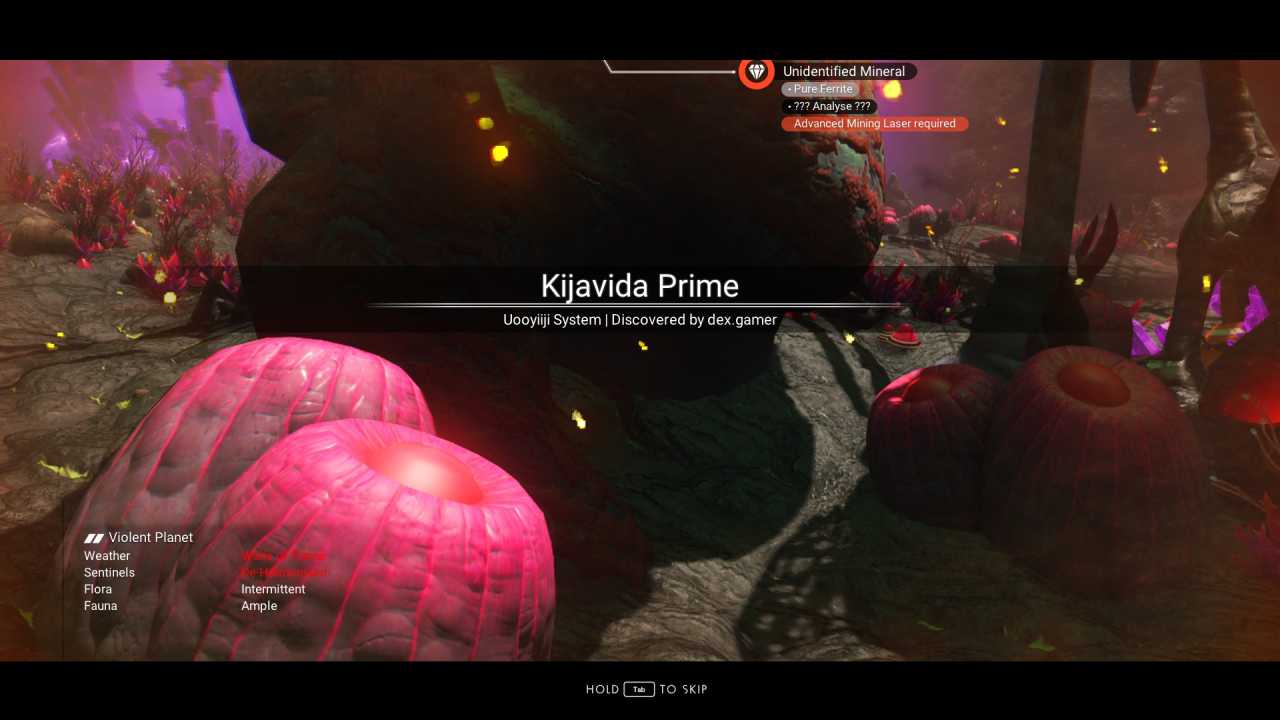 Unidentified Mineral
• Pure Ferrite
• ??? Analyse ???
Advanced Mining Laser required
Kijavida Prime
Uooyiiji System | Discovered by dex.gamer
Violent Planet
Weather
Sentinels
Flora Intermittent
Fauna Ample
HOLD Tab TO SKIP